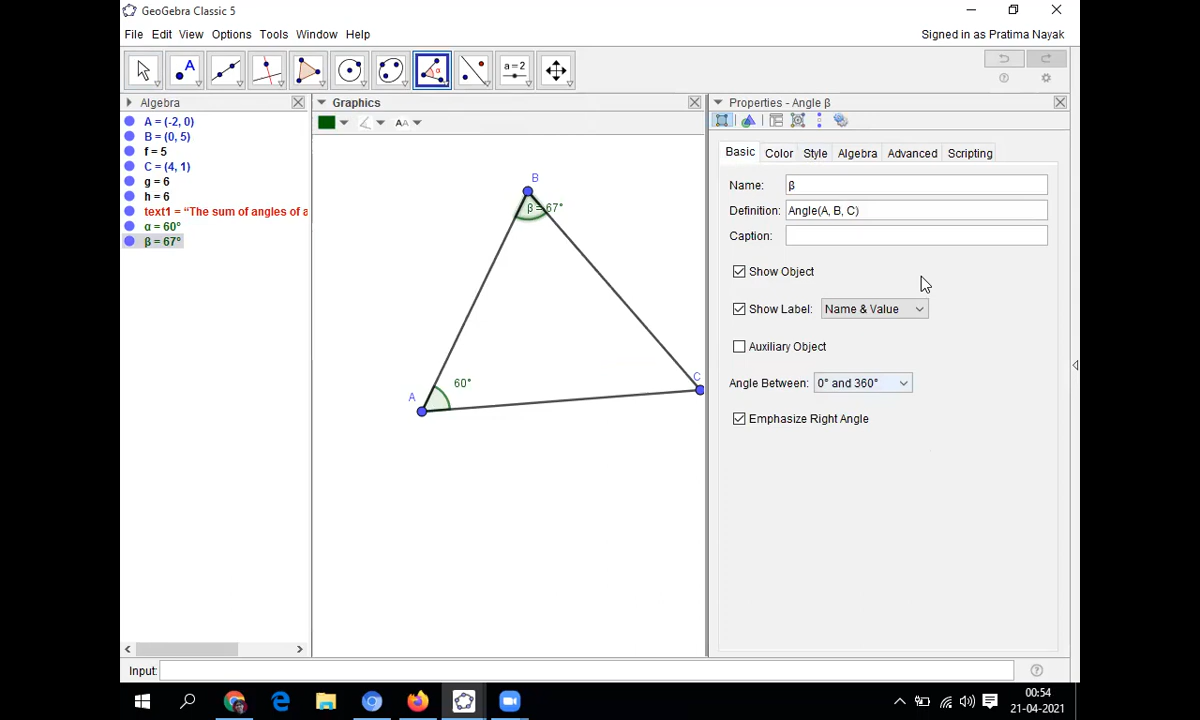 GeoGebra Classic 5
File Edit View Options Tools Window Help
Signed in as Pratima Nayak
A
α
a = 2
Algebra
Graphics
Properties - Angle β
A = (-2, 0)
B = (0, 5)
f = 5
C = (4, 1)
g = 6
h = 6
text1 = “The sum of angles of a
α = 60°
β = 67°
AA
B
β = 67°
60°
A
C
Basic Color Style Algebra Advanced Scripting
Name: β
Definition: Angle(A, B, C)
Caption:
Show Object
Show Label: Name & Value
Auxiliary Object
Angle Between: 0° and 360°
Emphasize Right Angle
Input:
00:54
21-04-2021